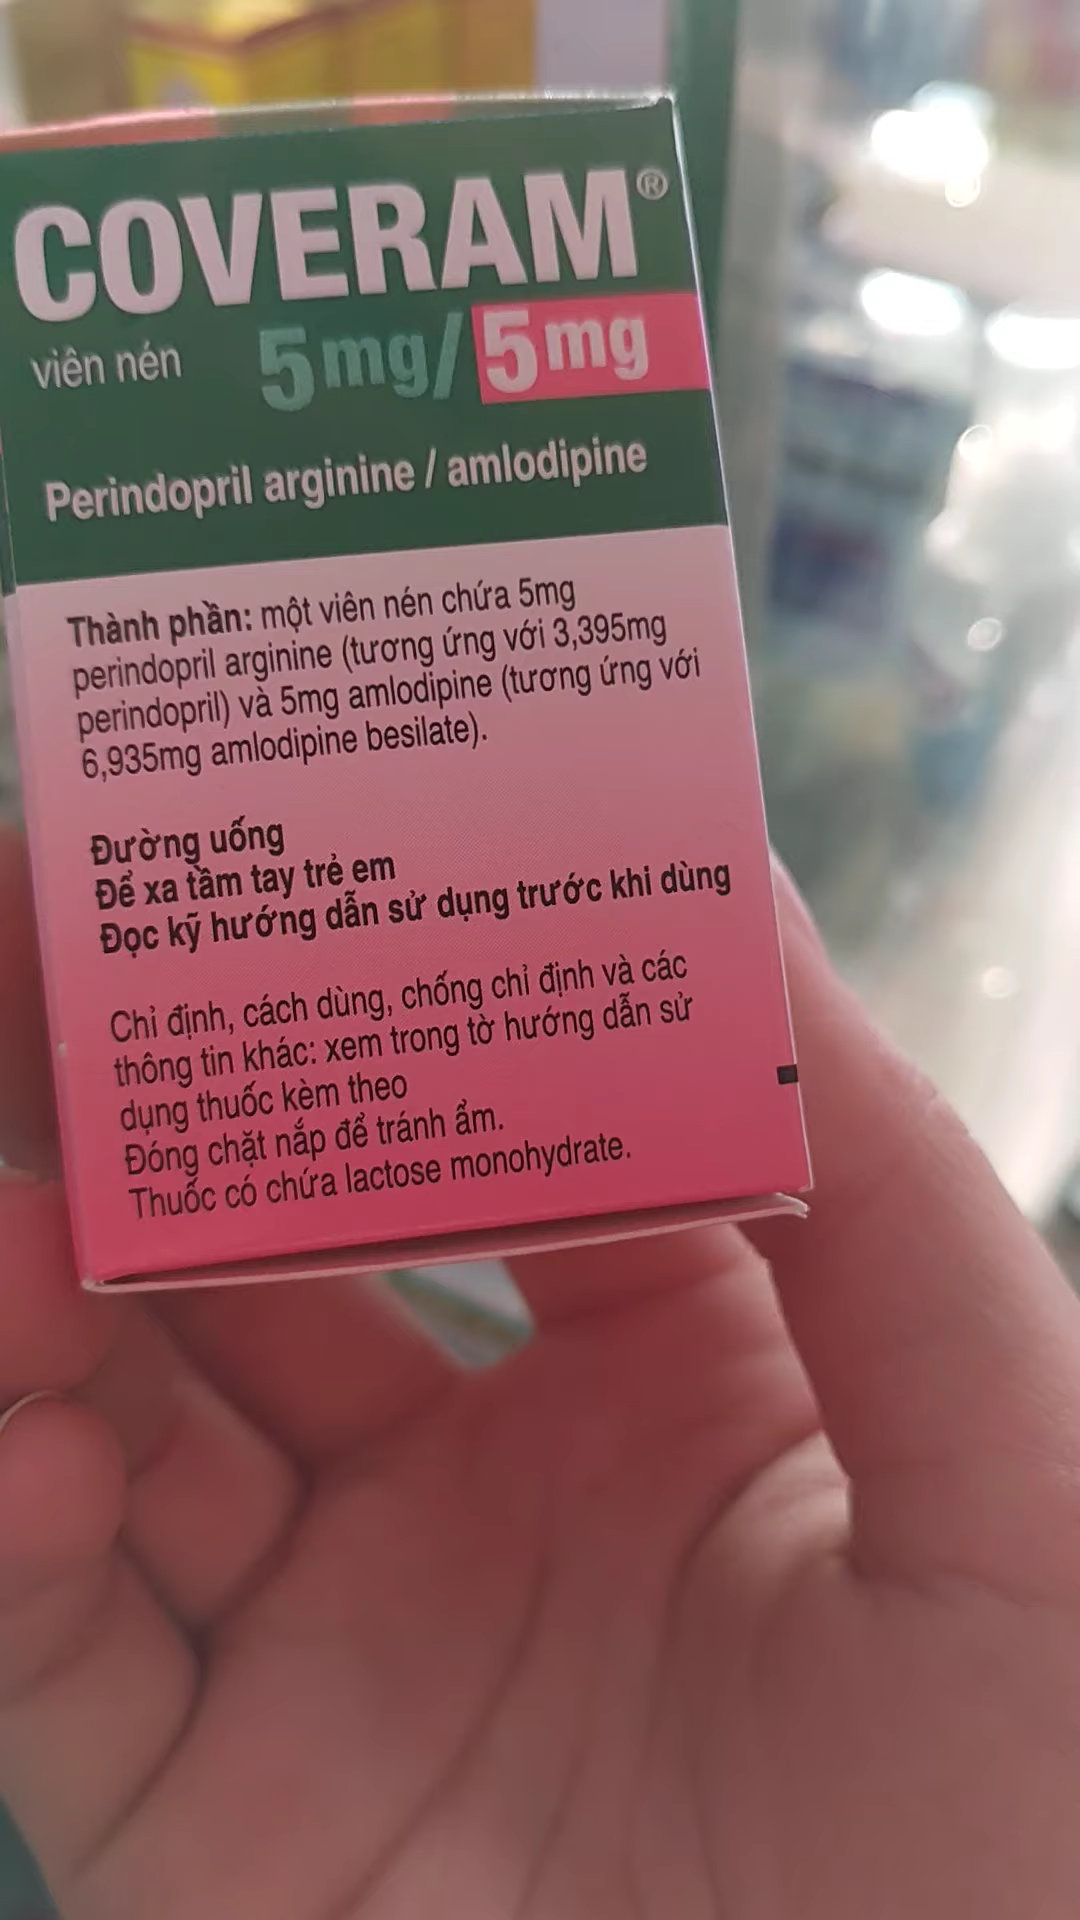 COVERAM®
viên nén 5mg/5mg
Perindopril arginine / amlodipine
Thành phần: một viên nén chứa 5mg
perindopril arginine (tương ứng với 3,395mg
perindopril) và 5mg amlodipine (tương ứng với
6,935mg amlodipine besilate).
Đường uống
Để xa tầm tay trẻ em
Đọc kỹ hướng dẫn sử dụng trước khi dùng
Chỉ định, cách dùng, chống chỉ định và các
thông tin khác: xem trong tờ hướng dẫn sử
dụng thuốc kèm theo
Đóng chặt nắp để tránh ẩm.
Thuốc có chứa lactose monohydrate.